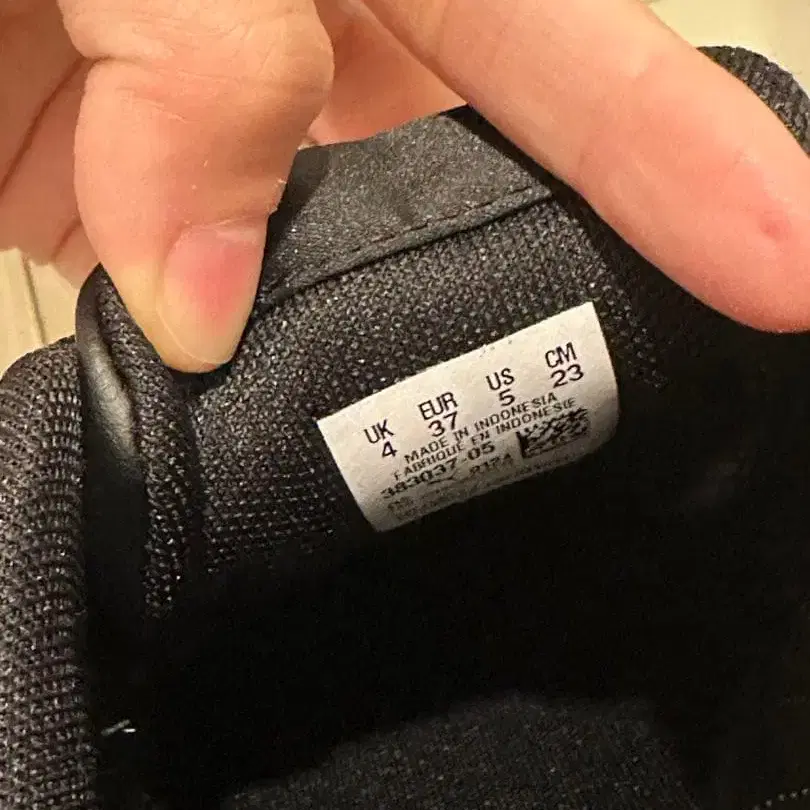 UK EUR US CM
4 37 5 23
MADE IN INDONESIA
FABRIQUE EN INDONESIE
383037 05